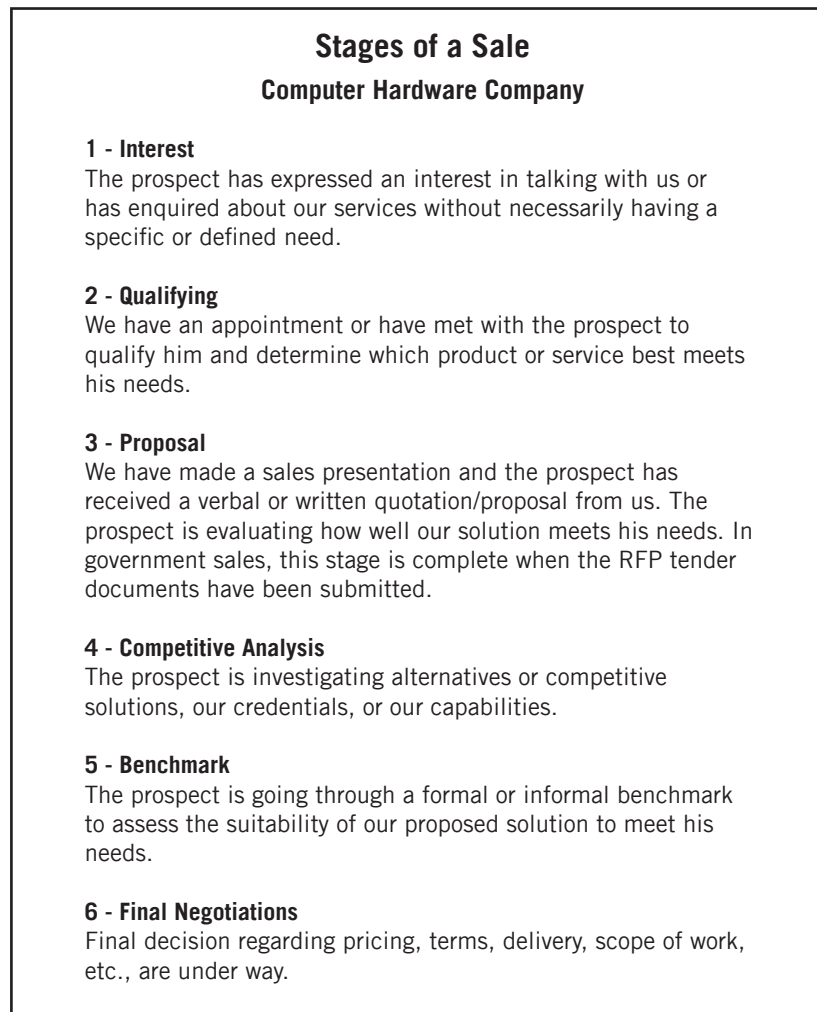 Stages of a Sale
Computer Hardware Company
1 - Interest
The prospect has expressed an interest in talking with us or
has enquired about our services without necessarily having a
specific or defined need.
2 - Qualifying
We have an appointment or have met with the prospect to
qualify him and determine which product or service best meets
his needs.
3 - Proposal
We have made a sales presentation and the prospect has
received a verbal or written quotation/proposal from us. The
prospect is evaluating how well our solution meets his needs. In
government sales, this stage is complete when the RFP tender
documents have been submitted.
4 - Competitive Analysis
The prospect is investigating alternatives or competitive
solutions, our credentials, or our capabilities.
5 - Benchmark
The prospect is going through a formal or informal benchmark
to assess the suitability of our proposed solution to meet his
needs.
6 - Final Negotiations
Final decision regarding pricing, terms, delivery, scope of work,
etc., are under way.